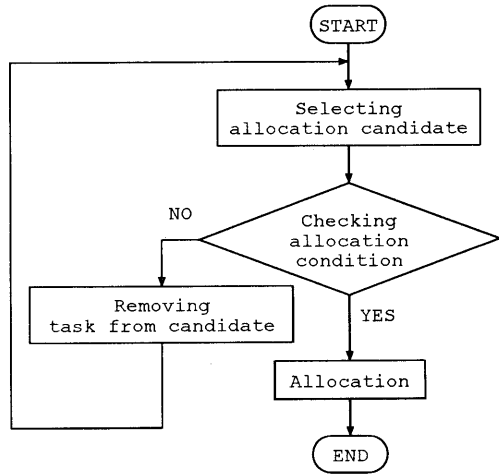 START
Selecting
allocation candidate
Checking
allocation
condition
NO
Removing
task from candidate
YES
Allocation
END